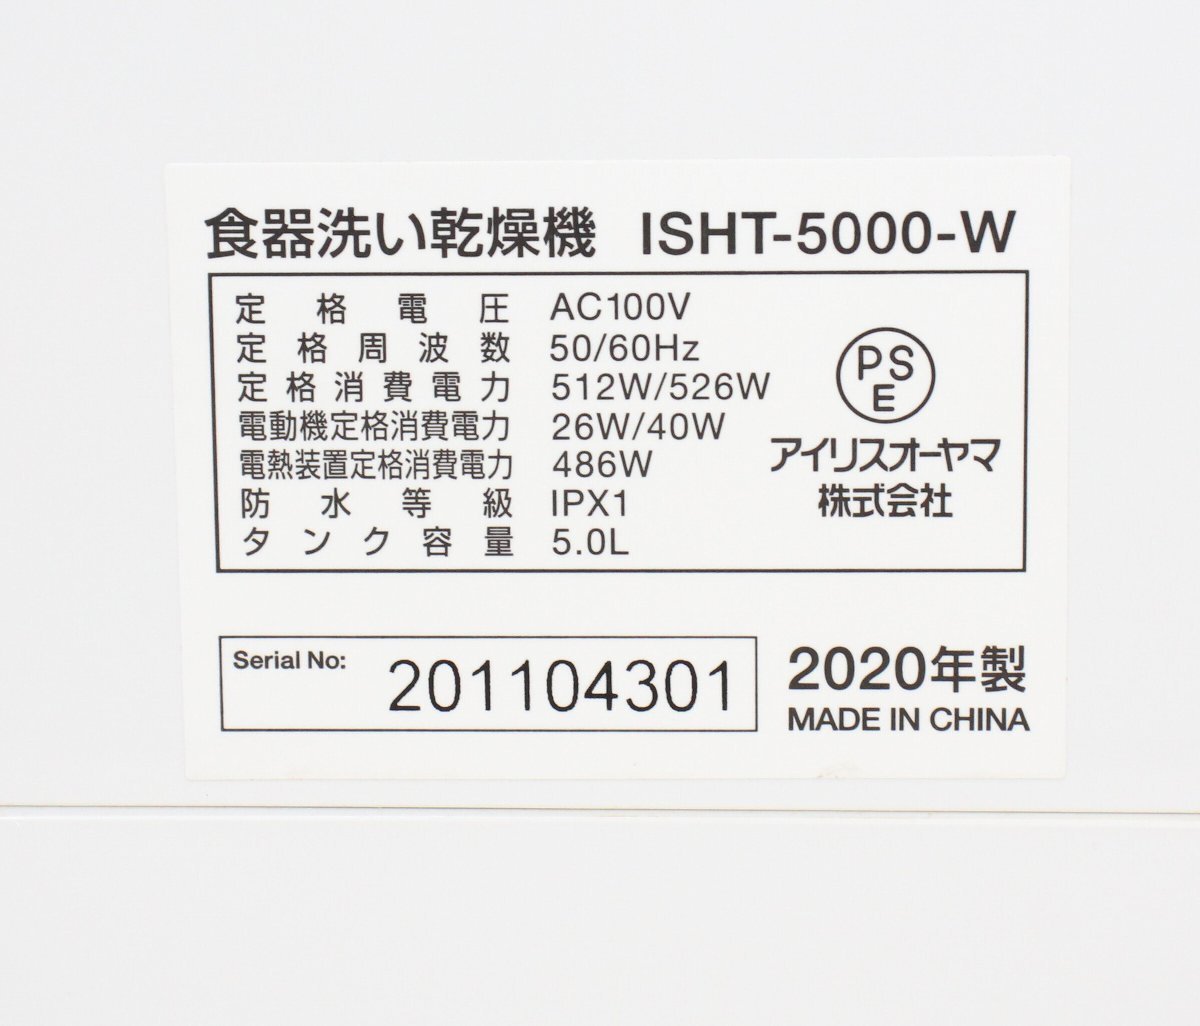 食器洗い乾燥機 ISHT-5000-W
定格電圧 AC100V
定格周波数 50/60Hz
定格消費電力 512W/526W
電動機定格消費電力 26W/40W
電熱装置定格消費電力 486W
防水等級 IPX1
タンク容量 5.0L
PS
E
アイリスオーヤマ
株式会社
Serial No: 201104301
2020年製
MADE IN CHINA